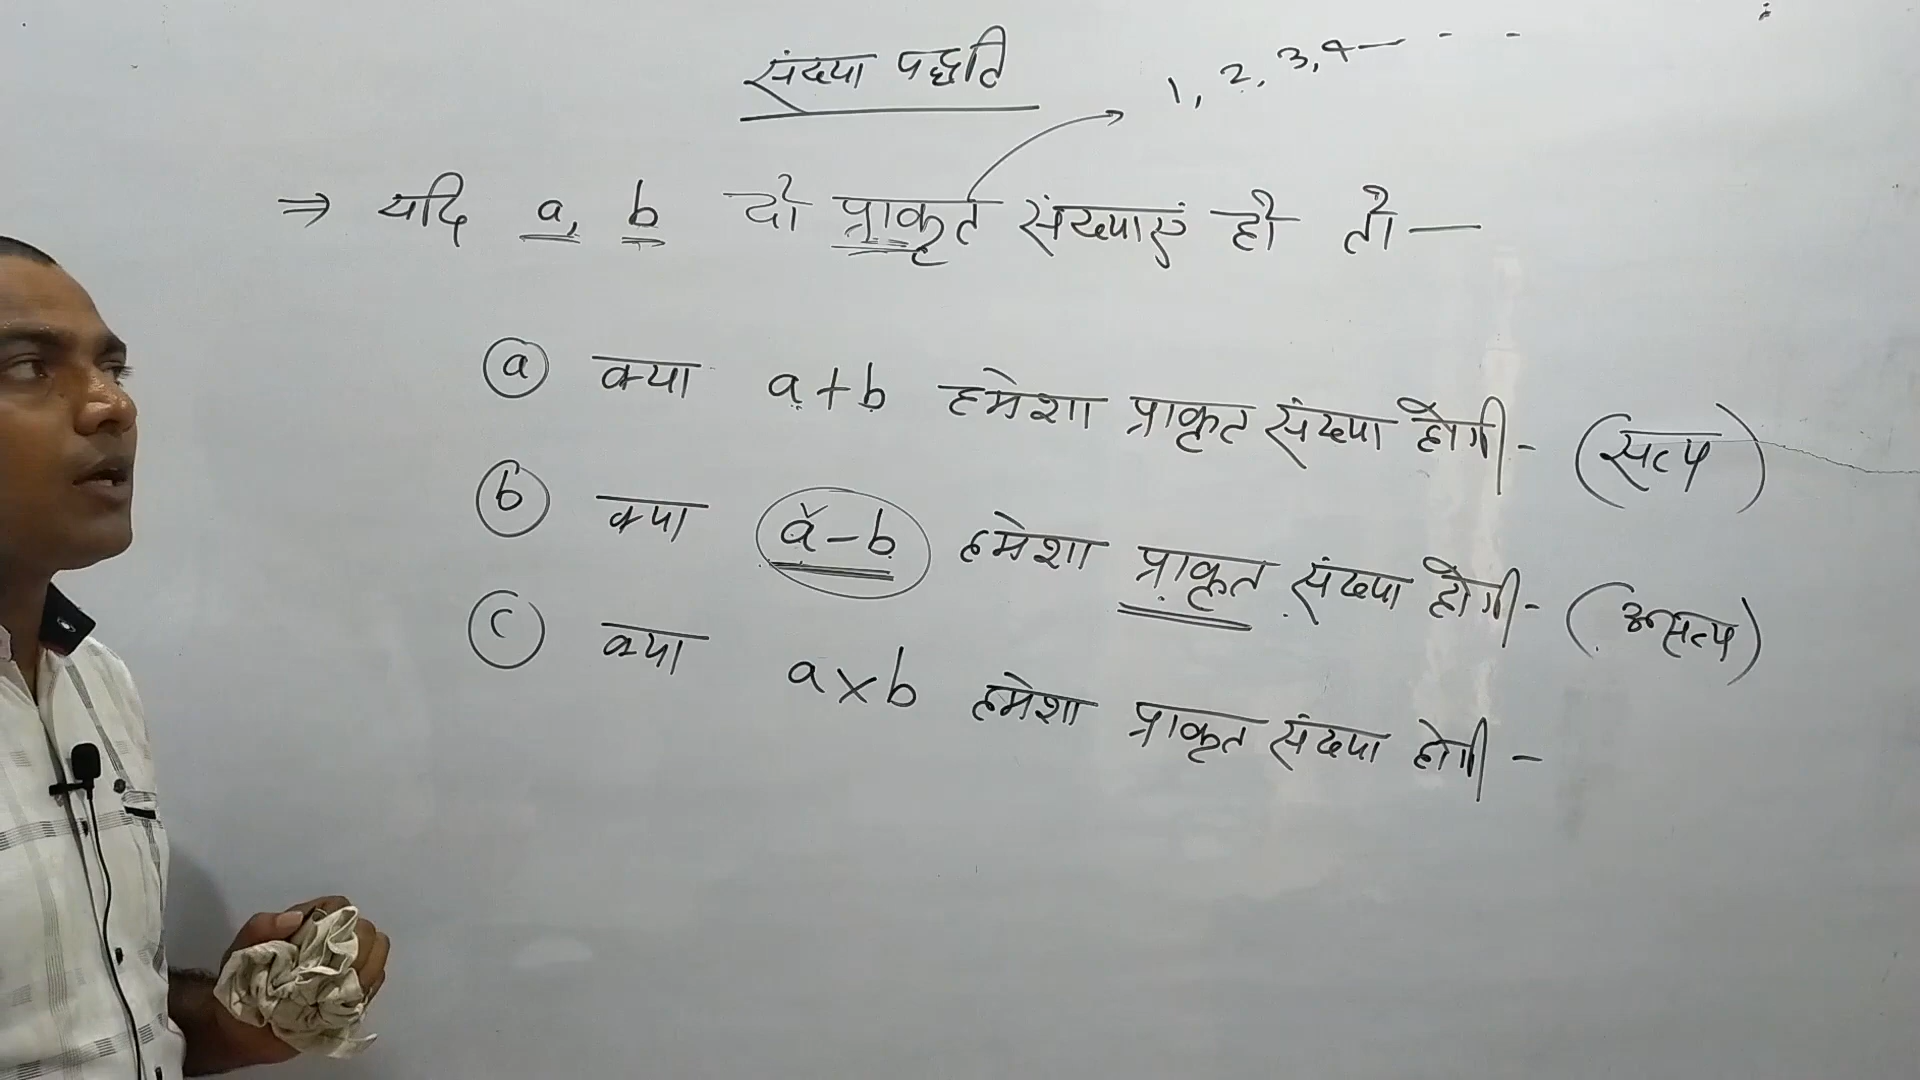 संख्या पद्धति
1, 2, 3, 4 — - -
⇒ यदि a, b दो प्राकृत संख्याएं हो तो —
(a) क्या a + b हमेशा प्राकृत संख्या होगी - (सत्य)
(b) क्या a - b हमेशा प्राकृत संख्या होगी - (असत्य)
(c) क्या a × b हमेशा प्राकृत संख्या होगी -